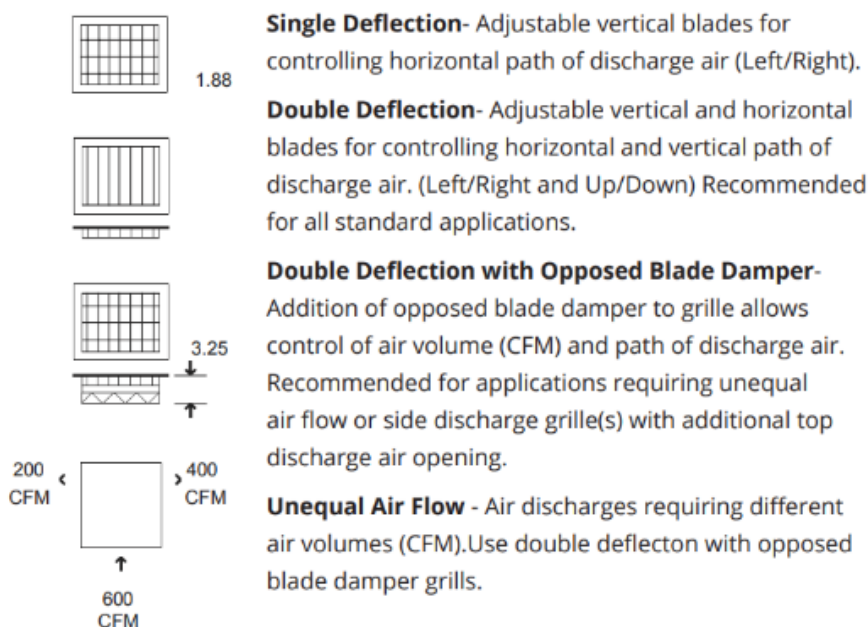 Single Deflection- Adjustable vertical blades for
controlling horizontal path of discharge air (Left/Right).
1.88
Double Deflection- Adjustable vertical and horizontal
blades for controlling horizontal and vertical path of
discharge air. (Left/Right and Up/Down) Recommended
for all standard applications.
Double Deflection with Opposed Blade Damper-
Addition of opposed blade damper to grille allows
control of air volume (CFM) and path of discharge air.
Recommended for applications requiring unequal
air flow or side discharge grille(s) with additional top
discharge air opening.
3.25
Unequal Air Flow - Air discharges requiring different
air volumes (CFM).Use double deflecton with opposed
blade damper grills.
200
CFM
400
CFM
600
CFM